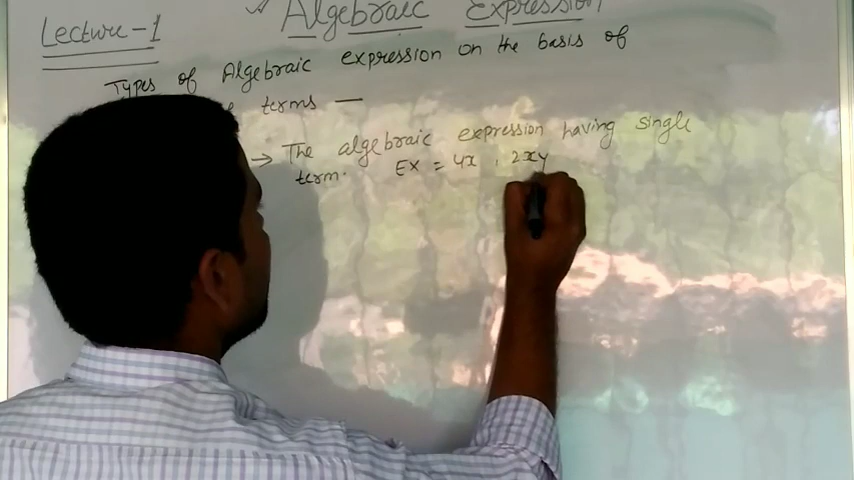 Lecture-1
Algebraic Expression
Types of Algebraic expression on the basis of
terms —
→ The algebraic expression having single
term. EX = 4x , 2xy